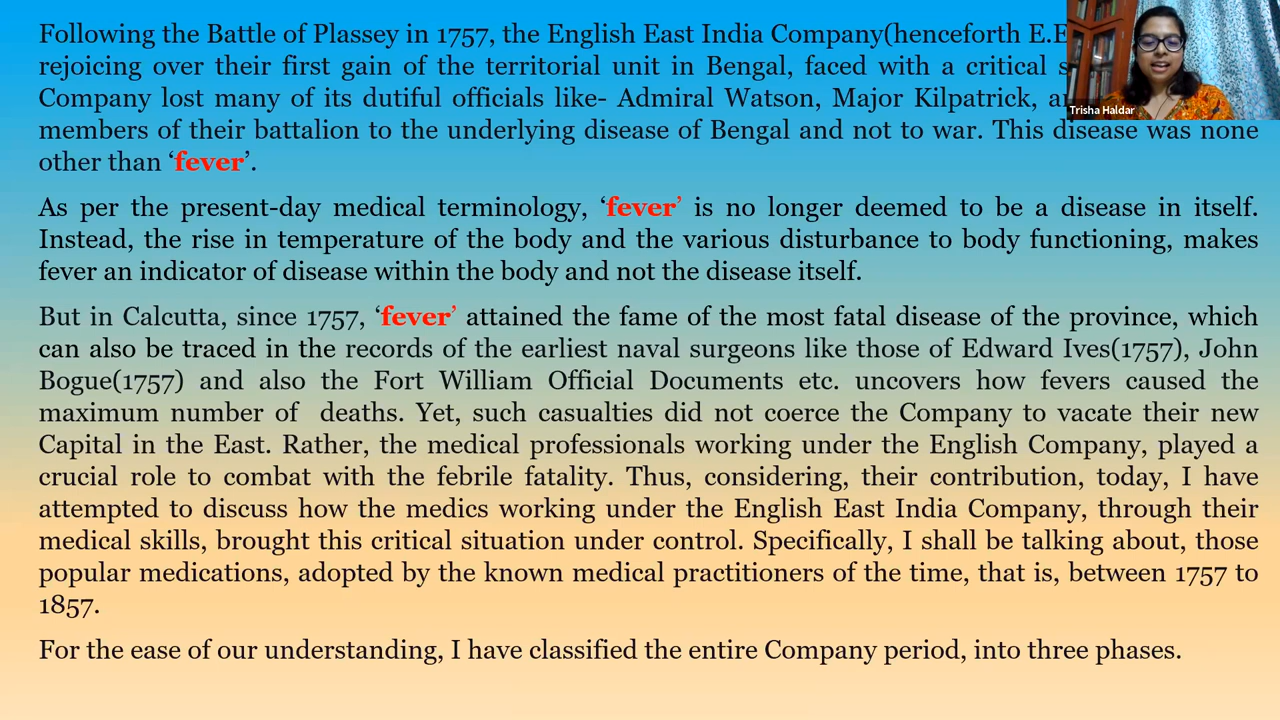 Following the Battle of Plassey in 1757, the English East India Company(henceforth E.E
rejoicing over their first gain of the territorial unit in Bengal, faced with a critical s
Company lost many of its dutiful officials like- Admiral Watson, Major Kilpatrick,
members of their battalion to the underlying disease of Bengal and not to war. This disease was none
other than ‘fever’.
As per the present-day medical terminology, ‘fever’ is no longer deemed to be a disease in itself.
Instead, the rise in temperature of the body and the various disturbance to body functioning, makes
fever an indicator of disease within the body and not the disease itself.
But in Calcutta, since 1757, ‘fever’ attained the fame of the most fatal disease of the province, which
can also be traced in the records of the earliest naval surgeons like those of Edward Ives(1757), John
Bogue(1757) and also the Fort William Official Documents etc. uncovers how fevers caused the
maximum number of deaths. Yet, such casualties did not coerce the Company to vacate their new
Capital in the East. Rather, the medical professionals working under the English Company, played a
crucial role to combat with the febrile fatality. Thus, considering, their contribution, today, I have
attempted to discuss how the medics working under the English East India Company, through their
medical skills, brought this critical situation under control. Specifically, I shall be talking about, those
popular medications, adopted by the known medical practitioners of the time, that is, between 1757 to
1857.
For the ease of our understanding, I have classified the entire Company period, into three phases.
Trisha Haldar